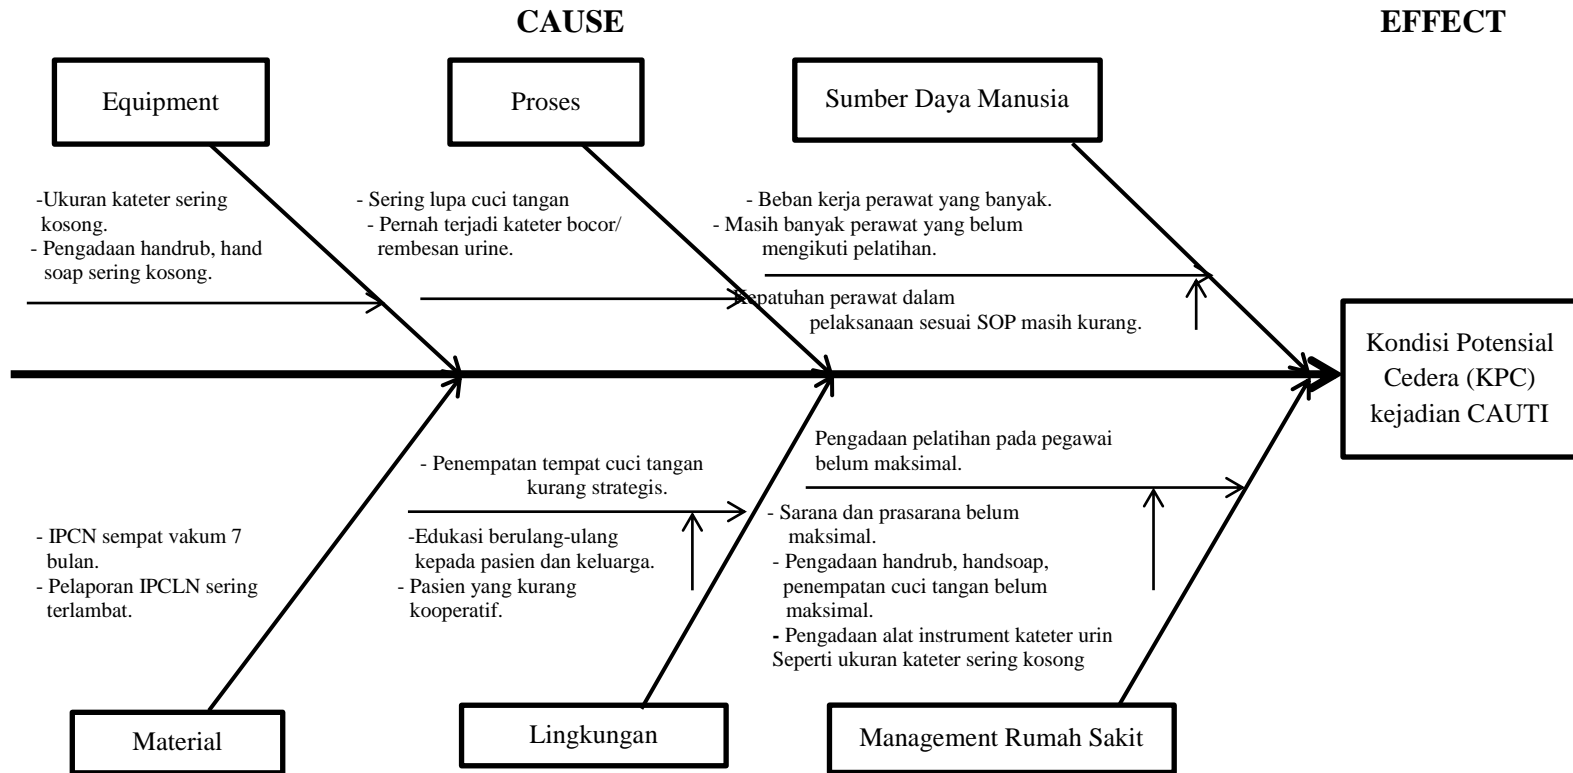 CAUSE
EFFECT
Equipment
Proses
Sumber Daya Manusia
-Ukuran kateter sering
kosong.
- Pengadaan handrub, hand
soap sering kosong.
- Sering lupa cuci tangan
- Pernah terjadi kateter bocor/
rembesan urine.
- Beban kerja perawat yang banyak.
- Masih banyak perawat yang belum
mengikuti pelatihan.
Kepatuhan perawat dalam
pelaksanaan sesuai SOP masih kurang.
Kondisi Potensial
Cedera (KPC)
kejadian CAUTI
- IPCN sempat vakum 7
bulan.
- Pelaporan IPCLN sering
terlambat.
- Penempatan tempat cuci tangan
kurang strategis.
-Edukasi berulang-ulang
kepada pasien dan keluarga.
- Pasien yang kurang
kooperatif.
Pengadaan pelatihan pada pegawai
belum maksimal.
- Sarana dan prasarana belum
maksimal.
- Pengadaan handrub, handsoap,
penempatan cuci tangan belum
maksimal.
- Pengadaan alat instrument kateter urin
Seperti ukuran kateter sering kosong
Material
Lingkungan
Management Rumah Sakit